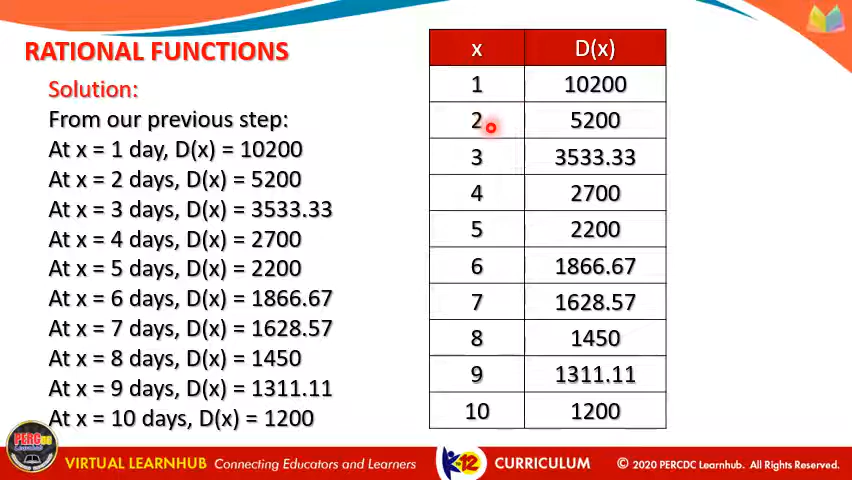 RATIONAL FUNCTIONS
Solution:
From our previous step:
At x = 1 day, D(x) = 10200
At x = 2 days, D(x) = 5200
At x = 3 days, D(x) = 3533.33
At x = 4 days, D(x) = 2700
At x = 5 days, D(x) = 2200
At x = 6 days, D(x) = 1866.67
At x = 7 days, D(x) = 1628.57
At x = 8 days, D(x) = 1450
At x = 9 days, D(x) = 1311.11
At x = 10 days, D(x) = 1200
x D(x)
1 10200
2 5200
3 3533.33
4 2700
5 2200
6 1866.67
7 1628.57
8 1450
9 1311.11
10 1200
PERC
Learnhub
VIRTUAL LEARNHUB Connecting Educators and Learners
K to 12 CURRICULUM
© 2020 PERCDC Learnhub. All Rights Reserved.